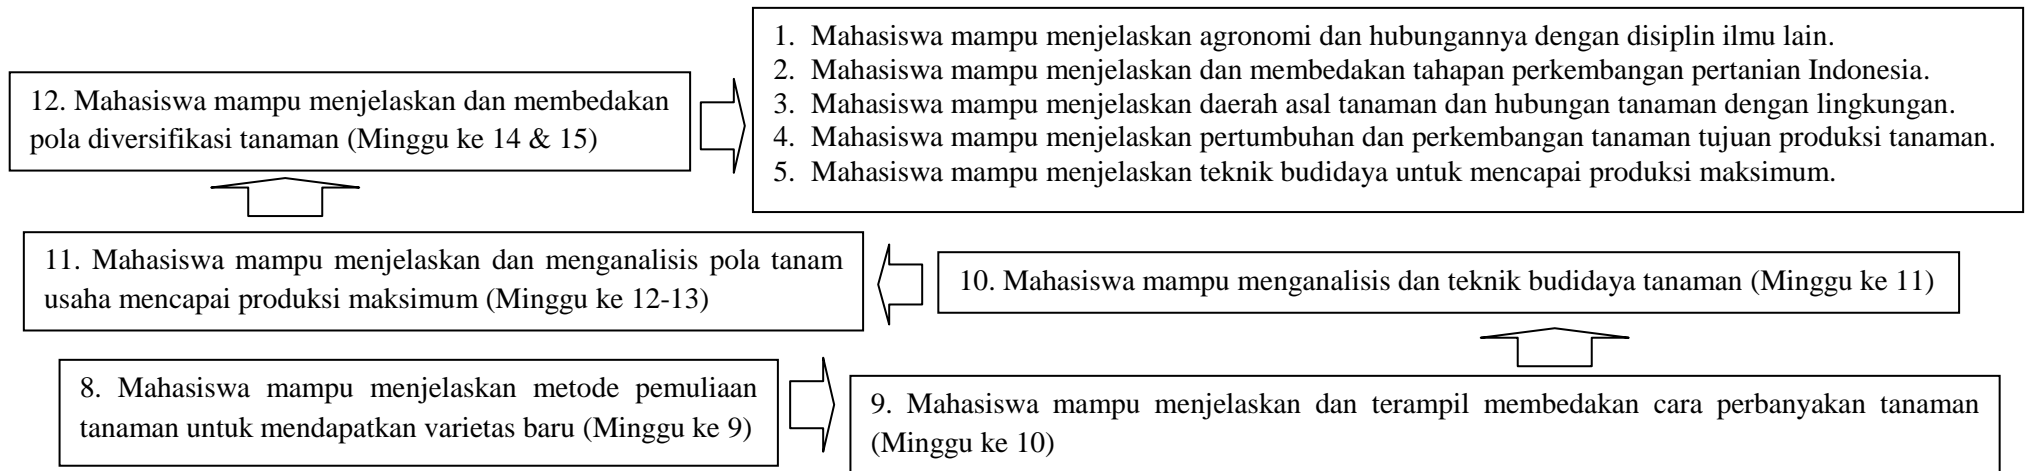 1. Mahasiswa mampu menjelaskan agronomi dan hubungannya dengan disiplin ilmu lain.
2. Mahasiswa mampu menjelaskan dan membedakan tahapan perkembangan pertanian Indonesia.
3. Mahasiswa mampu menjelaskan daerah asal tanaman dan hubungan tanaman dengan lingkungan.
4. Mahasiswa mampu menjelaskan pertumbuhan dan perkembangan tanaman tujuan produksi tanaman.
5. Mahasiswa mampu menjelaskan teknik budidaya untuk mencapai produksi maksimum.
12. Mahasiswa mampu menjelaskan dan membedakan
pola diversifikasi tanaman (Minggu ke 14 & 15)
11. Mahasiswa mampu menjelaskan dan menganalisis pola tanam
usaha mencapai produksi maksimum (Minggu ke 12-13)
10. Mahasiswa mampu menganalisis dan teknik budidaya tanaman (Minggu ke 11)
8. Mahasiswa mampu menjelaskan metode pemuliaan
tanaman untuk mendapatkan varietas baru (Minggu ke 9)
9. Mahasiswa mampu menjelaskan dan terampil membedakan cara perbanyakan tanaman
(Minggu ke 10)